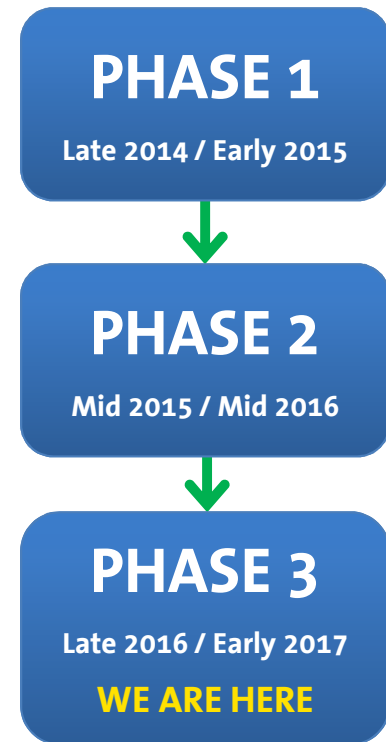 PHASE 1
Late 2014 / Early 2015
PHASE 2
Mid 2015 / Mid 2016
PHASE 3
Late 2016 / Early 2017
WE ARE HERE